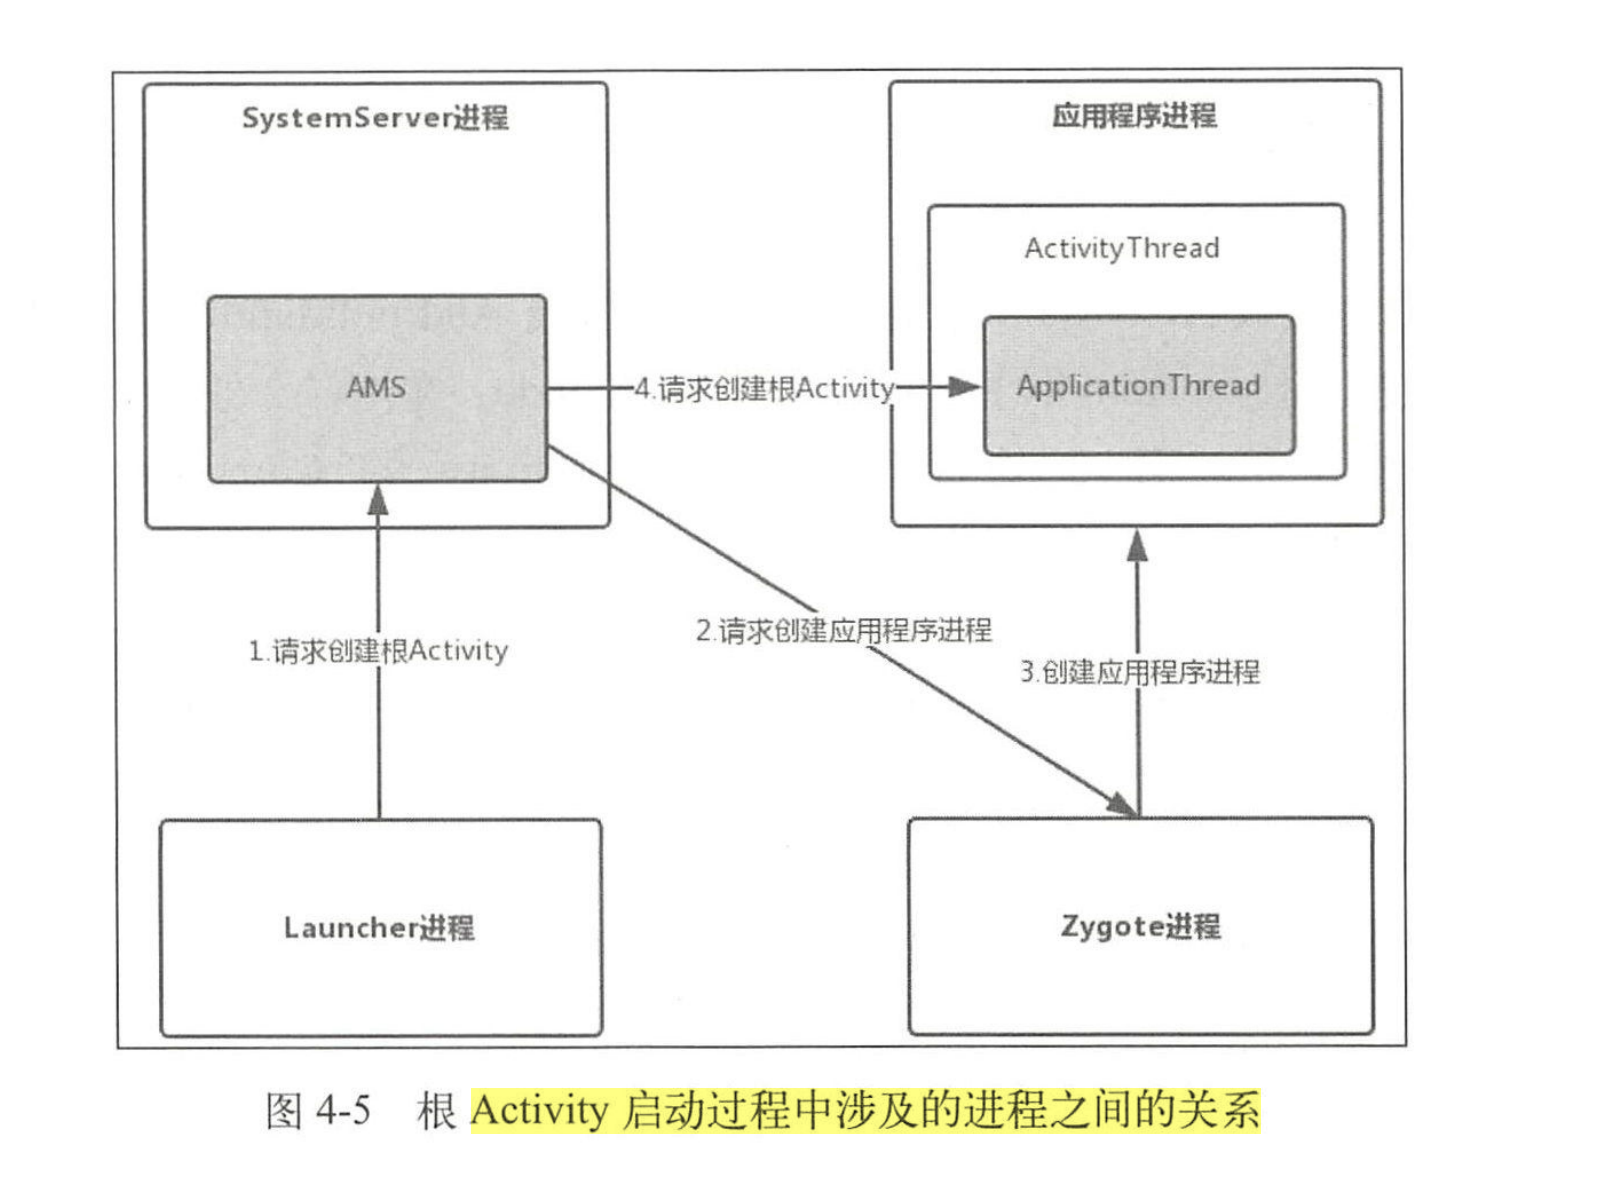 SystemServer进程
应用程序进程
ActivityThread
AMS
4.请求创建根Activity
ApplicationThread
1.请求创建根Activity
2.请求创建应用程序进程
3.创建应用程序进程
Launcher进程
Zygote进程
图 4-5 根 Activity 启动过程中涉及的进程之间的关系